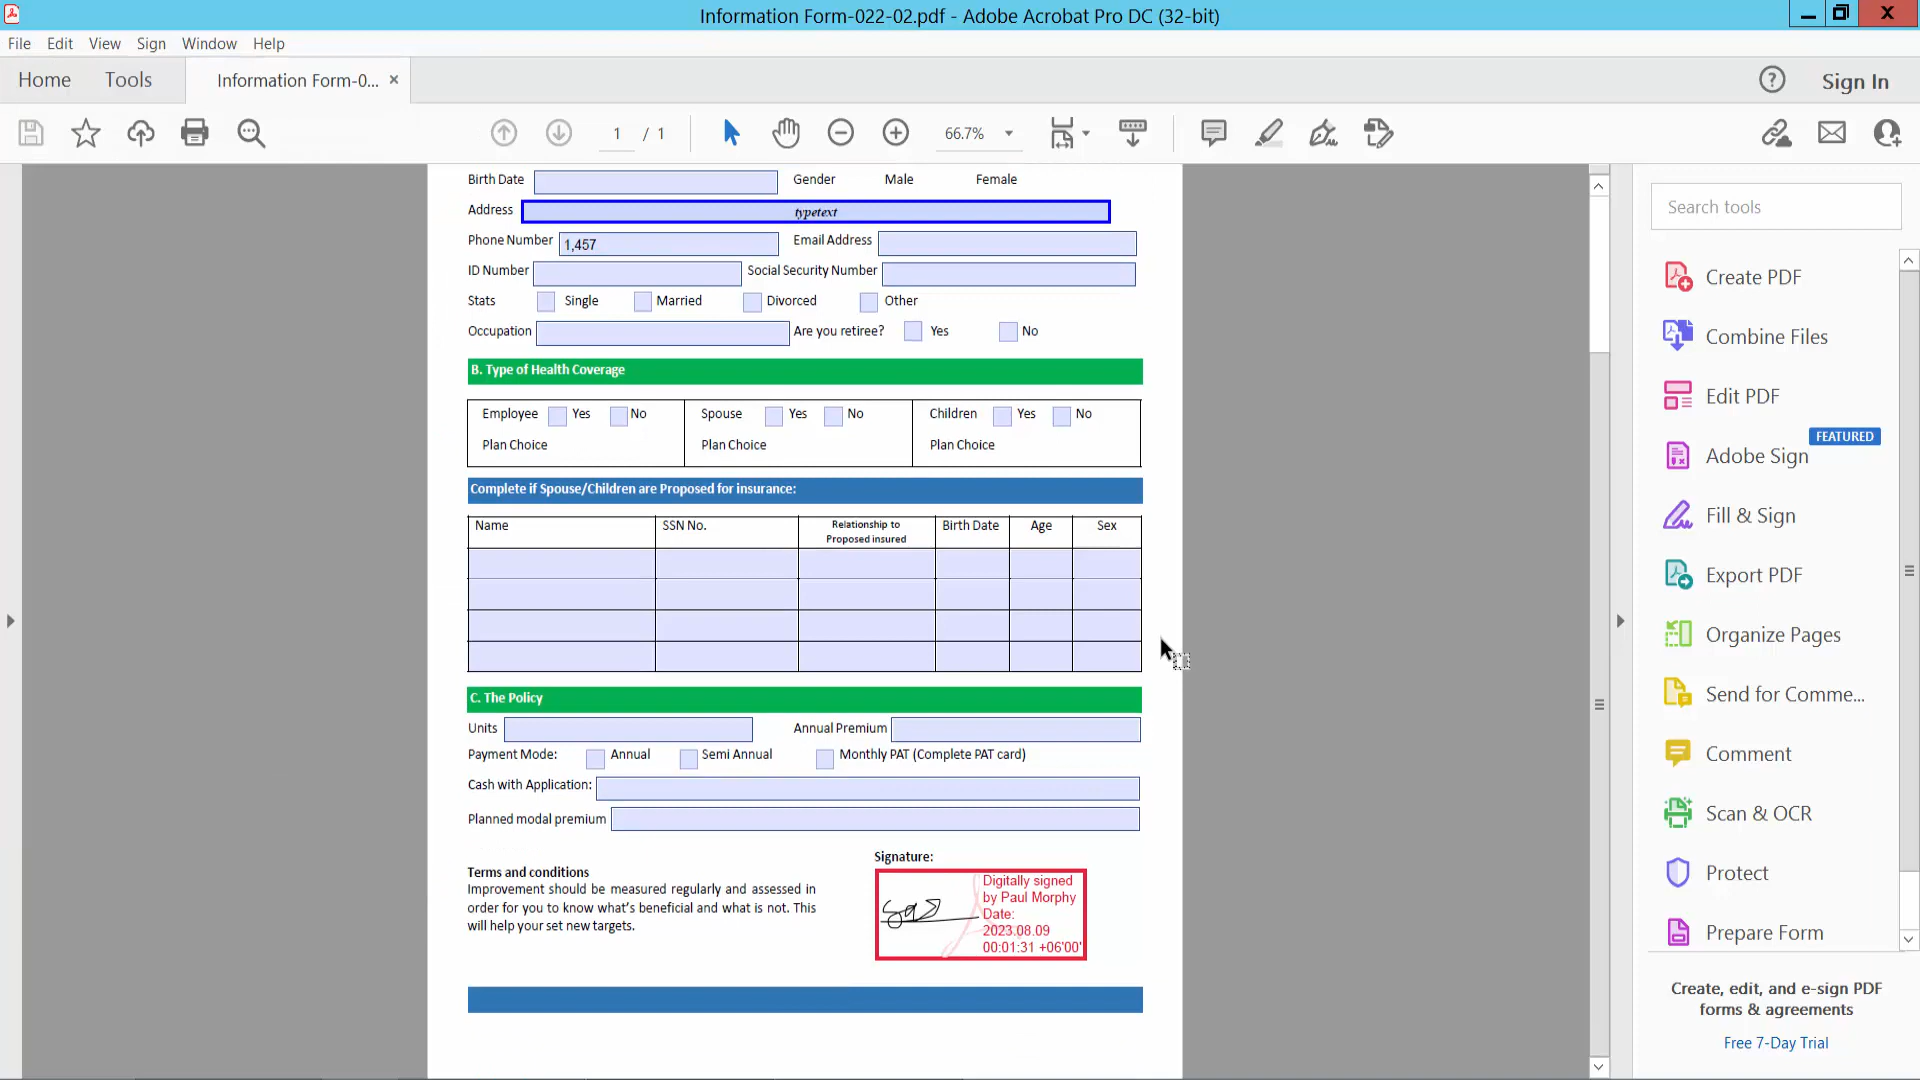 Information Form-022-02.pdf - Adobe Acrobat Pro DC (32-bit)
X
File Edit View Sign Window Help
Home Tools Information Form-0... × ? Sign In
1 / 1 66.7%
Birth Date Gender Male Female
Address typetext
Phone Number 1,457 Email Address
ID Number Social Security Number
Stats Single Married Divorced Other
Occupation Are you retiree? Yes No
B. Type of Health Coverage
Employee Yes No Spouse Yes No Children Yes No
Plan Choice Plan Choice Plan Choice
Complete if Spouse/Children are Proposed for insurance:
Name SSN No. Relationship to Proposed insured Birth Date Age Sex
C. The Policy
Units Annual Premium
Payment Mode: Annual Semi Annual Monthly PAT (Complete PAT card)
Cash with Application:
Planned modal premium
Terms and conditions
Improvement should be measured regularly and assessed in
order for you to know what's beneficial and what is not. This
will help your set new targets.
Signature:
Digitally signed
by Paul Morphy
Date:
2023.08.09
00:01:31 +06'00'
Search tools
Create PDF
Combine Files
Edit PDF
FEATURED
Adobe Sign
Fill & Sign
Export PDF
Organize Pages
Send for Comme...
Comment
Scan & OCR
Protect
Prepare Form
Create, edit, and e-sign PDF
forms & agreements
Free 7-Day Trial